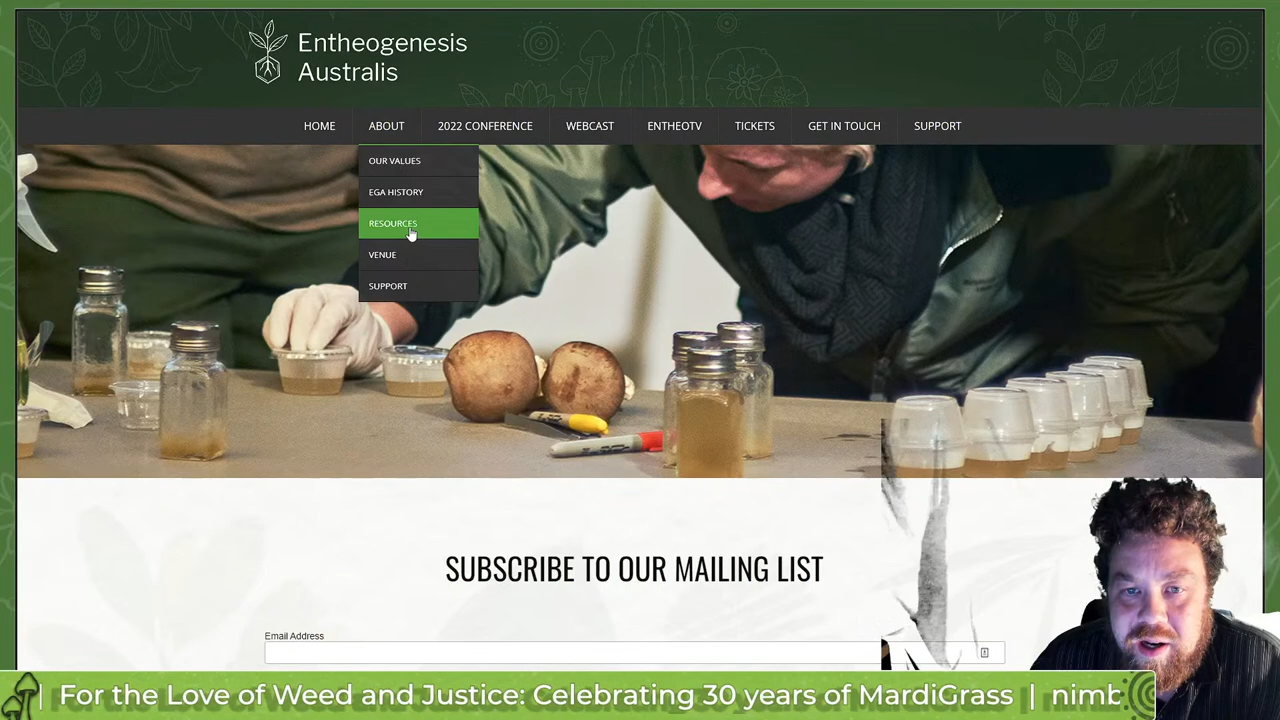 Entheogenesis
Australis
HOME ABOUT 2022 CONFERENCE WEBCAST ENTHEOTV TICKETS GET IN TOUCH SUPPORT
OUR VALUES
EGA HISTORY
RESOURCES
VENUE
SUPPORT
SUBSCRIBE TO OUR MAILING LIST
Email Address
| For the Love of Weed and Justice: Celebrating 30 years of MardiGrass | nimb